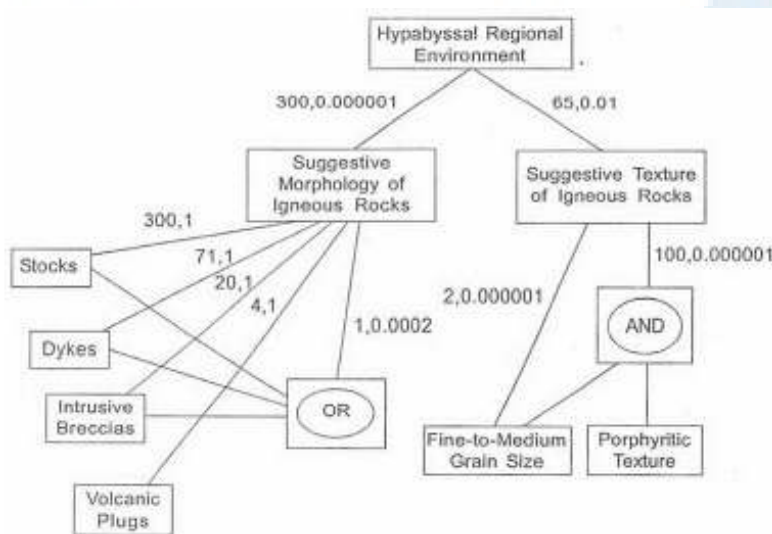 Hypabyssal Regional
Environment
300,0.000001
65,0.01
Suggestive
Morphology of
Igneous Rocks
Suggestive Texture
of Igneous Rocks
300,1
Stocks
71,1
20,1
4,1
100,0.000001
2,0.000001
1,0.0002
AND
Dykes
Intrusive
Breccias
OR
Fine-to-Medium
Grain Size
Porphyritic
Texture
Volcanic
Plugs